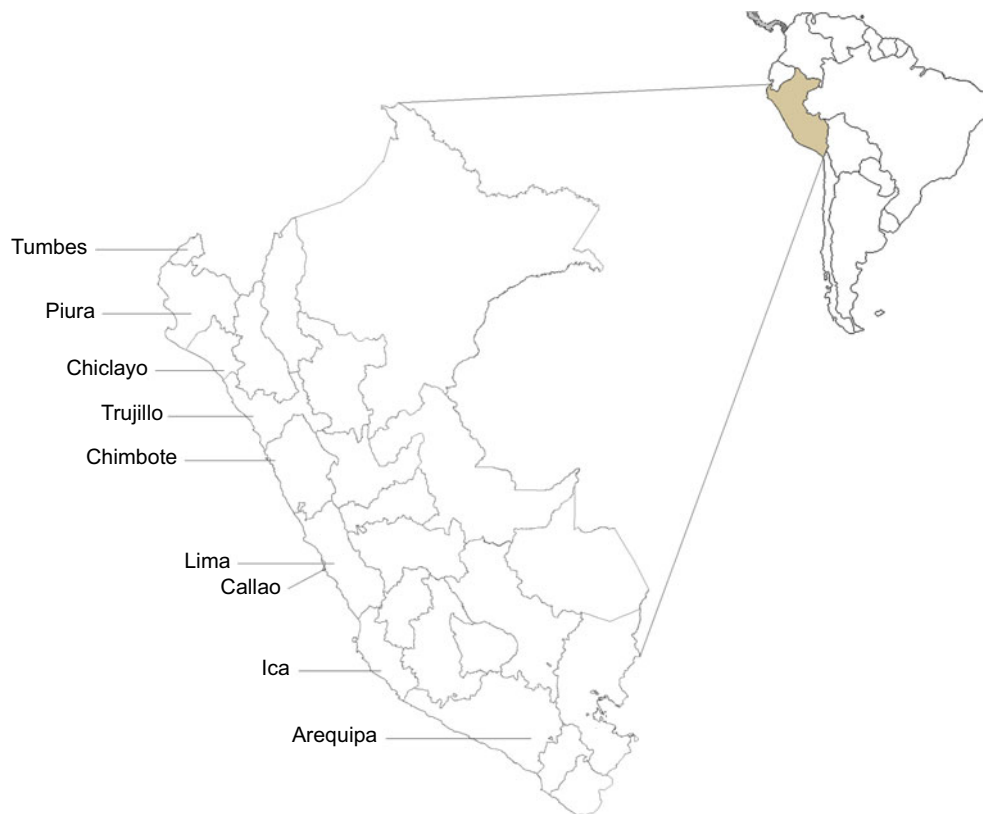 Tumbes
Piura
Chiclayo
Trujillo
Chimbote
Lima
Callao
Ica
Arequipa